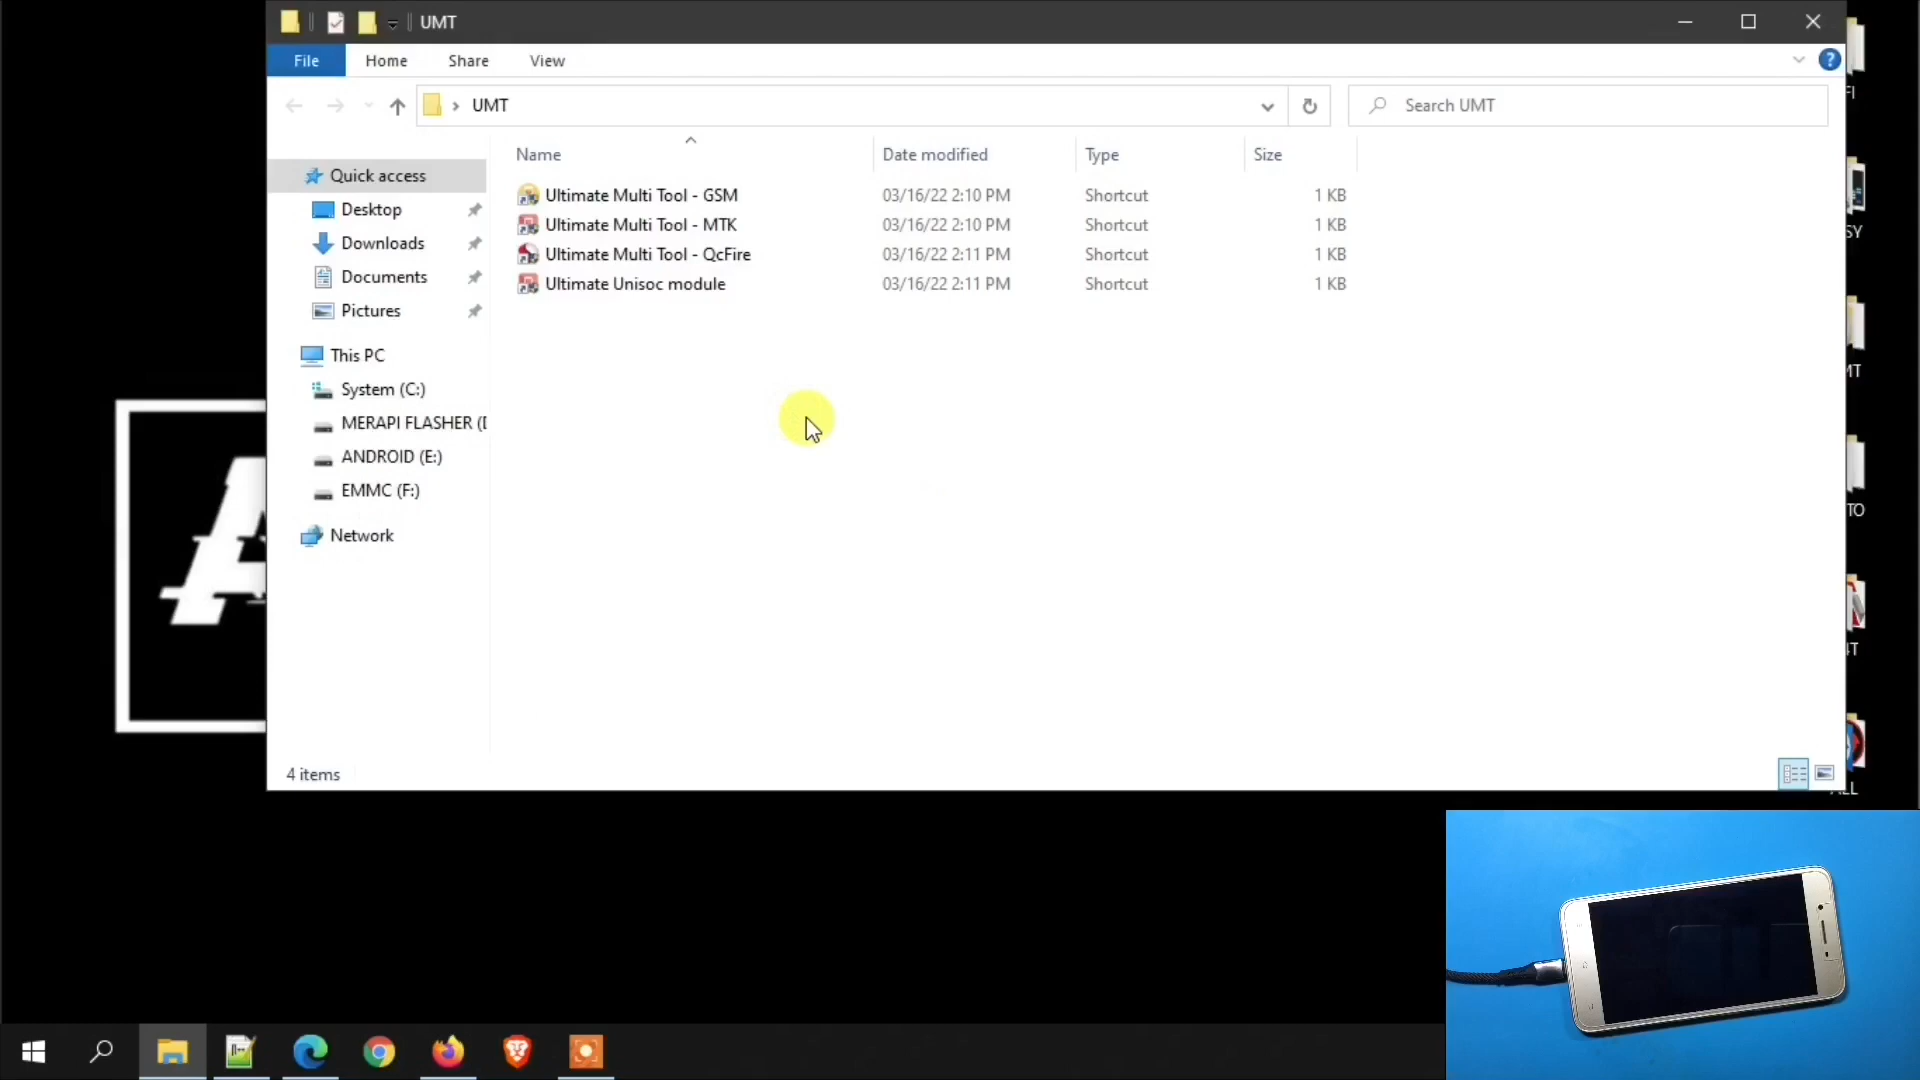 UMT
File Home Share View
UMT
Search UMT
Name Date modified Type Size
Ultimate Multi Tool - GSM 03/16/22 2:10 PM Shortcut 1 KB
Ultimate Multi Tool - MTK 03/16/22 2:10 PM Shortcut 1 KB
Ultimate Multi Tool - QcFire 03/16/22 2:11 PM Shortcut 1 KB
Ultimate Unisoc module 03/16/22 2:11 PM Shortcut 1 KB
Quick access
Desktop
Downloads
Documents
Pictures
This PC
System (C:)
MERAPI FLASHER (
ANDROID (E:)
EMMC (F:)
Network
4 items